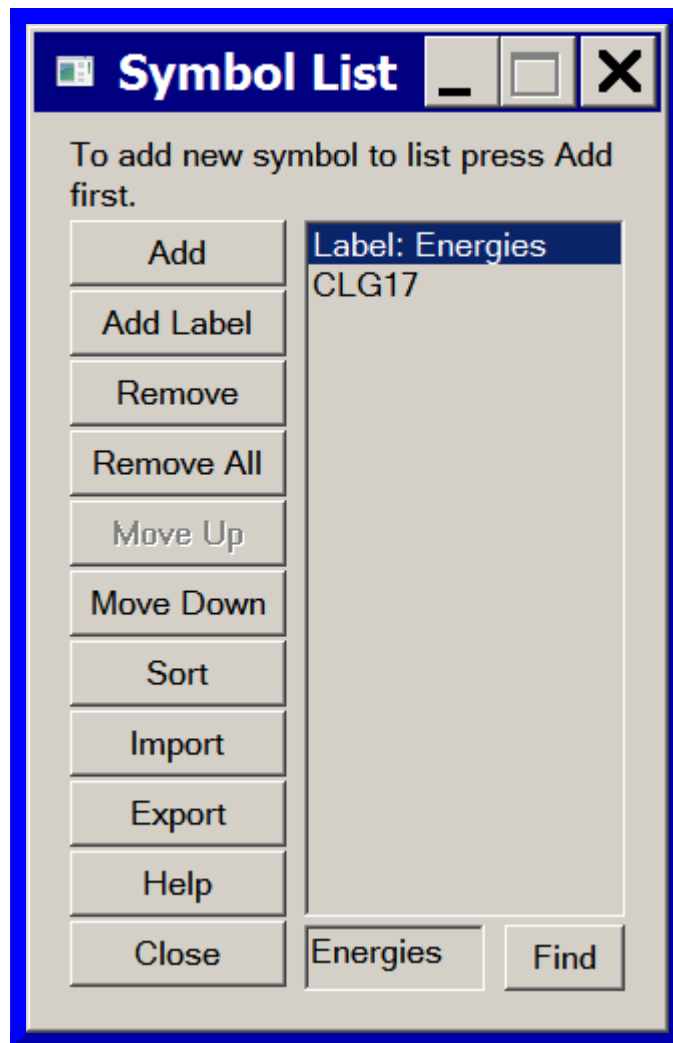 Symbol List
To add new symbol to list press Add
first.
Add
Add Label
Remove
Remove All
Move Up
Move Down
Sort
Import
Export
Help
Close
Label: Energies
CLG17
Energies
Find